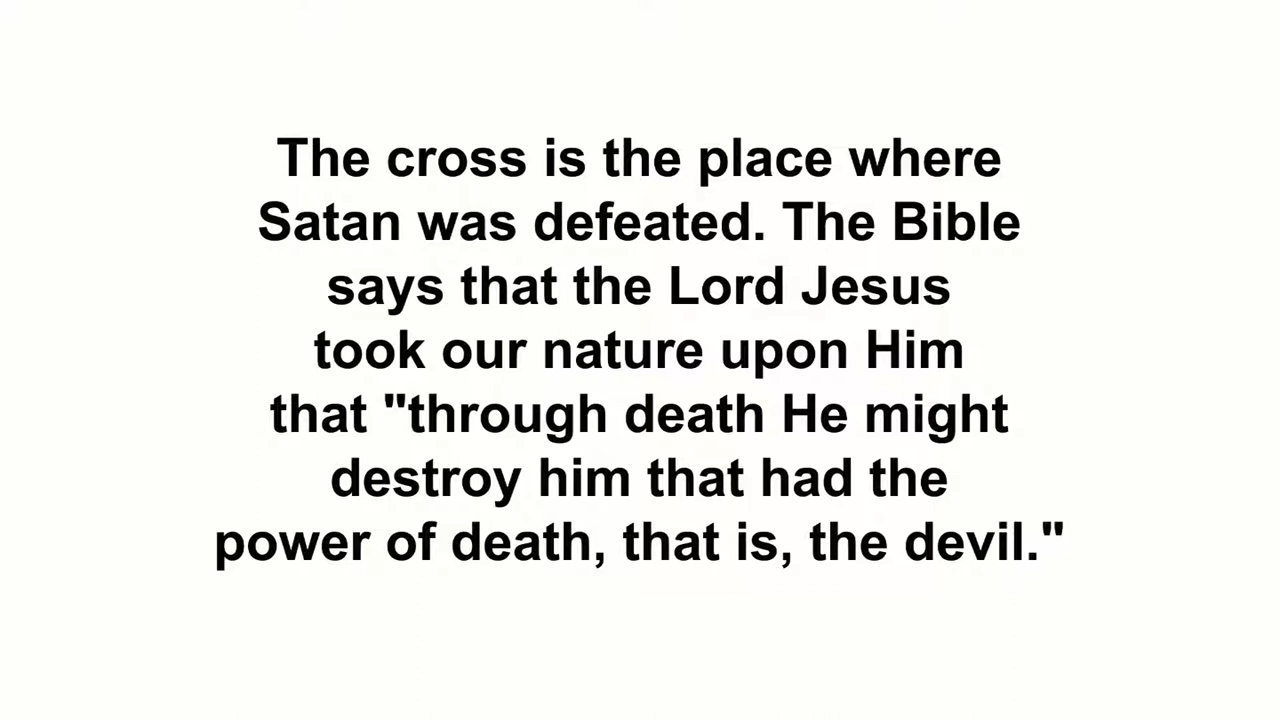 The cross is the place where
Satan was defeated. The Bible
says that the Lord Jesus
took our nature upon Him
that "through death He might
destroy him that had the
power of death, that is, the devil."